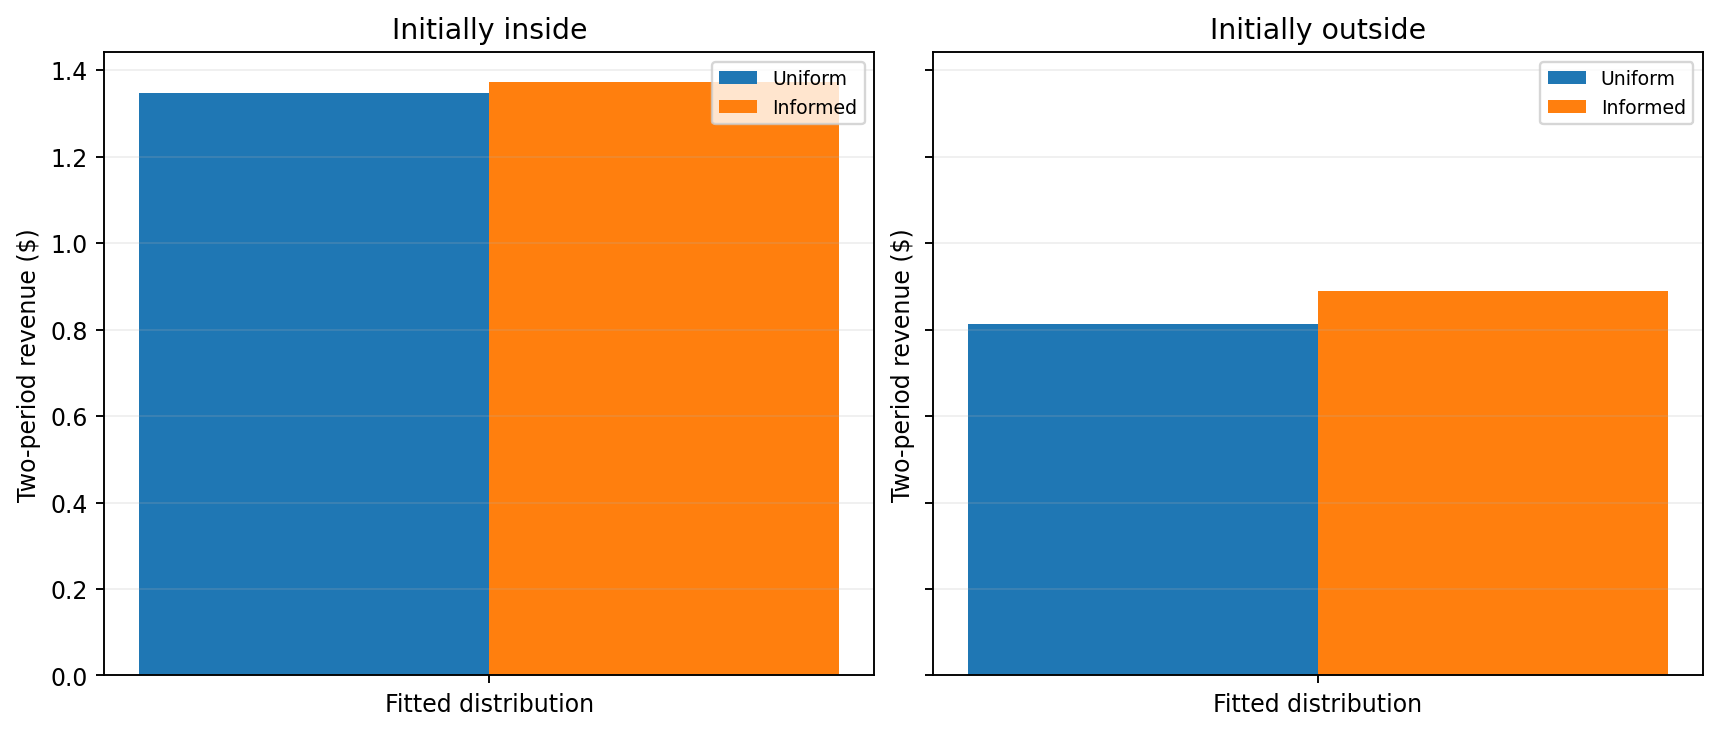 Initially inside
Two-period revenue ($)
1.4
1.2
1.0
0.8
0.6
0.4
0.2
0.0
Uniform
Informed
Fitted distribution
Initially outside
Two-period revenue ($)
Uniform
Informed
Fitted distribution